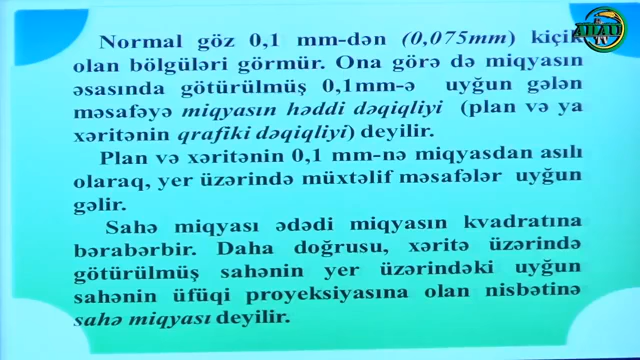 Normal göz 0,1 mm-dən (0,075mm) kiçik
olan bölgüləri görmür. Ona görə də miqyasın
əsasında götürülmüş 0,1mm-ə uyğun gələn
məsafəyə miqyasın həddi dəqiqliyi (plan və ya
xəritənin qrafiki dəqiqliyi) deyilir.
Plan və xəritənin 0,1 mm-nə miqyasdan asılı
olaraq, yer üzərində müxtəlif məsafələr uyğun
gəlir.
Sahə miqyası ədədi miqyasın kvadratına
bərabərbir. Daha doğrusu, xəritə üzərində
götürülmüş sahənin yer üzərindəki uyğun
sahənin üfüqi proyeksiyasına olan nisbətinə
sahə miqyası deyilir.